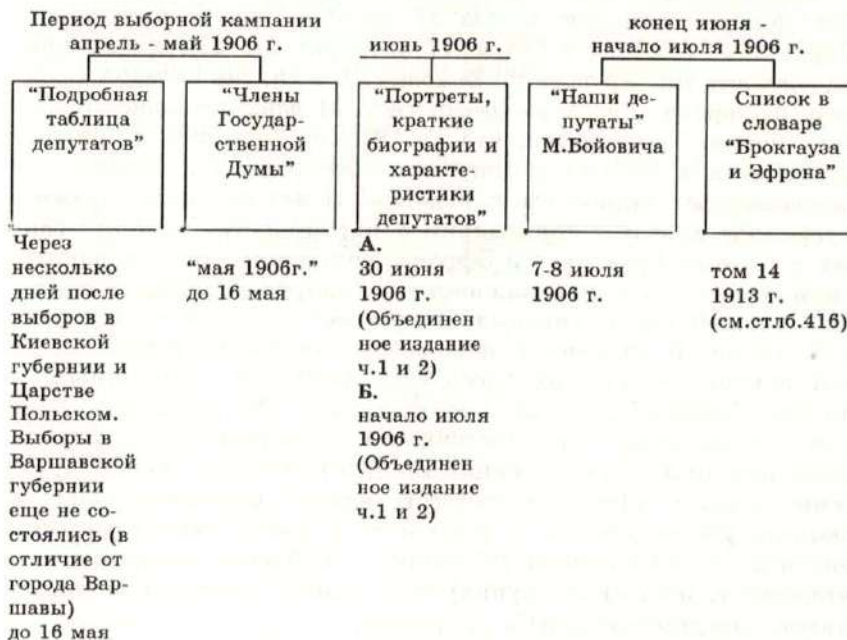 Период выборной кампании
апрель - май 1906 г.
июнь 1906 г.
конец июня -
начало июля 1906 г.
“Подробная
таблица
депутатов”
“Члены
Государ-
ственной
Думы”
“Портреты,
краткие
биографии и
характе-
ристики
депутатов”
“Наши де-
путаты”
М.Бойовича
Список в
словаре
“Брокгауза
и Эфрона”
Через
несколько
дней после
выборов в
Киевской
губернии и
Царстве
Польском.
Выборы в
Варшавской
губернии
еще не со-
стоялись (в
отличие от
города Вар-
шавы)
до 16 мая
“мая 1906г.”
до 16 мая
А.
30 июня
1906 г.
(Объединен
ное издание
ч.1 и 2)
Б.
начало июля
1906 г.
(Объединен
ное издание
ч.1 и 2)
7-8 июля
1906 г.
том 14
1913 г.
(см.стлб.416)